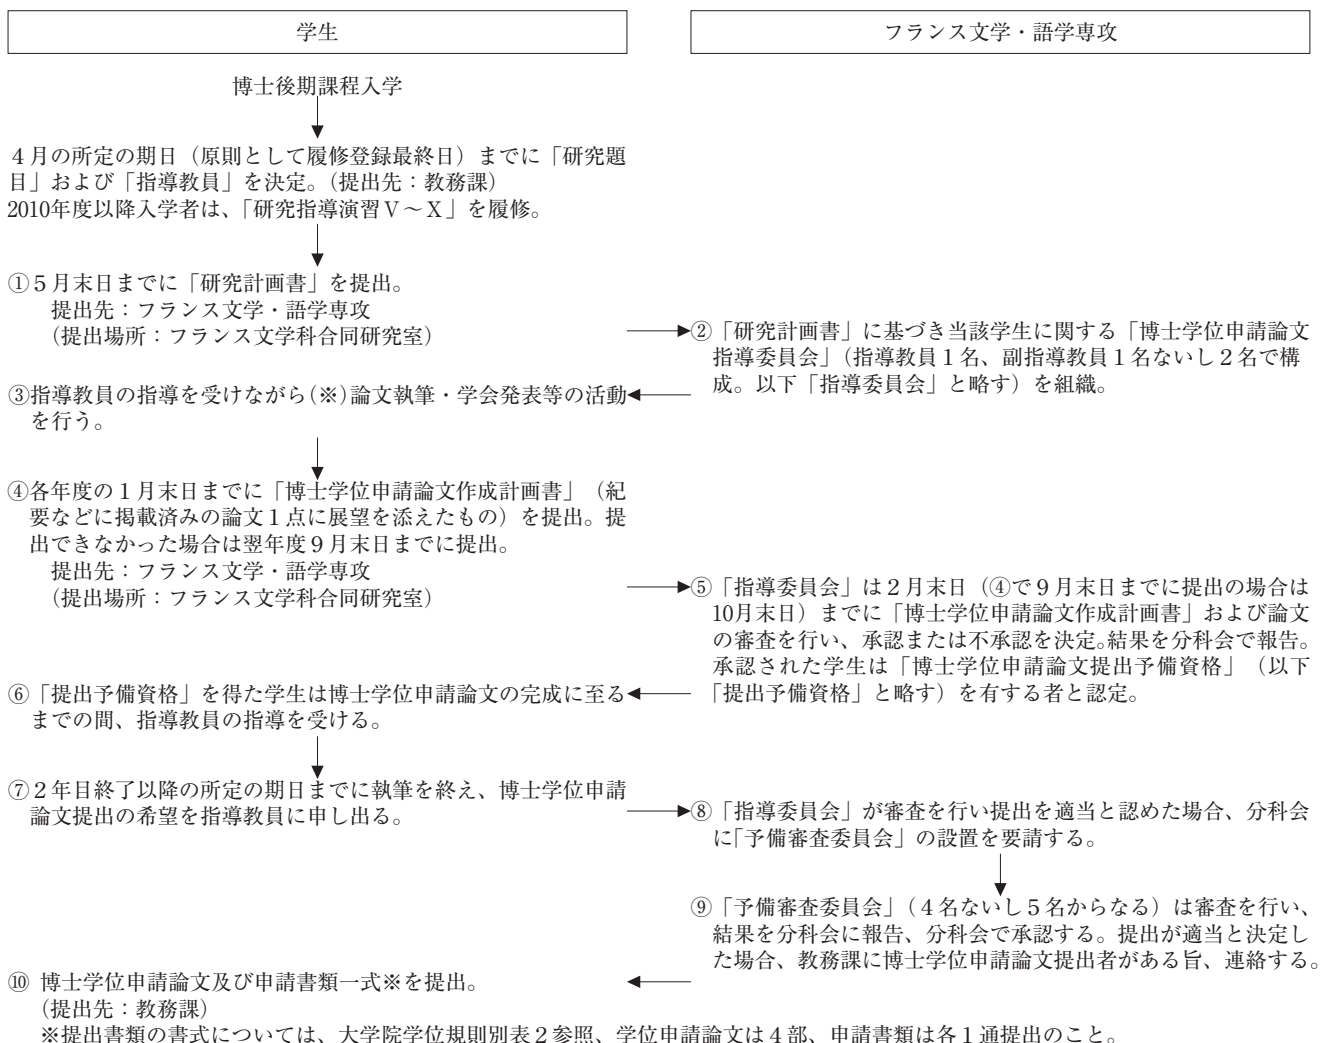 学生
フランス文学・語学専攻
博士後期課程入学
４月の所定の期日（原則として履修登録最終日）までに「研究題
目」および「指導教員」を決定。（提出先：教務課）
2010年度以降入学者は、「研究指導演習Ⅴ～Ⅹ」を履修。
①５月末日までに「研究計画書」を提出。
提出先：フランス文学・語学専攻
（提出場所：フランス文学科合同研究室）
②「研究計画書」に基づき当該学生に関する「博士学位申請論文
指導委員会」（指導教員１名、副指導教員１名ないし２名で構
成。以下「指導委員会」と略す）を組織。
③指導教員の指導を受けながら(※)論文執筆・学会発表等の活動
を行う。
④各年度の１月末日までに「博士学位申請論文作成計画書」（紀
要などに掲載済みの論文１点に展望を添えたもの）を提出。提
出できなかった場合は翌年度９月末日までに提出。
提出先：フランス文学・語学専攻
（提出場所：フランス文学科合同研究室）
⑤「指導委員会」は２月末日（④で９月末日までに提出の場合は
10月末日）までに「博士学位申請論文作成計画書」および論文
の審査を行い、承認または不承認を決定。結果を分科会で報告。
承認された学生は「博士学位申請論文提出予備資格」（以下
「提出予備資格」と略す）を有する者と認定。
⑥「提出予備資格」を得た学生は博士学位申請論文の完成に至る
までの間、指導教員の指導を受ける。
⑦２年目終了以降の所定の期日までに執筆を終え、博士学位申請
論文提出の希望を指導教員に申し出る。
⑧「指導委員会」が審査を行い提出を適当と認めた場合、分科会
に「予備審査委員会」の設置を要請する。
⑨「予備審査委員会」（４名ないし５名からなる）は審査を行い、
結果を分科会に報告、分科会で承認する。提出が適当と決定し
た場合、教務課に博士学位申請論文提出者がある旨、連絡する。
⑩ 博士学位申請論文及び申請書類一式※を提出。
（提出先：教務課）
※提出書類の書式については、大学院学位規則別表２参照、学位申請論文は４部、申請書類は各１通提出のこと。